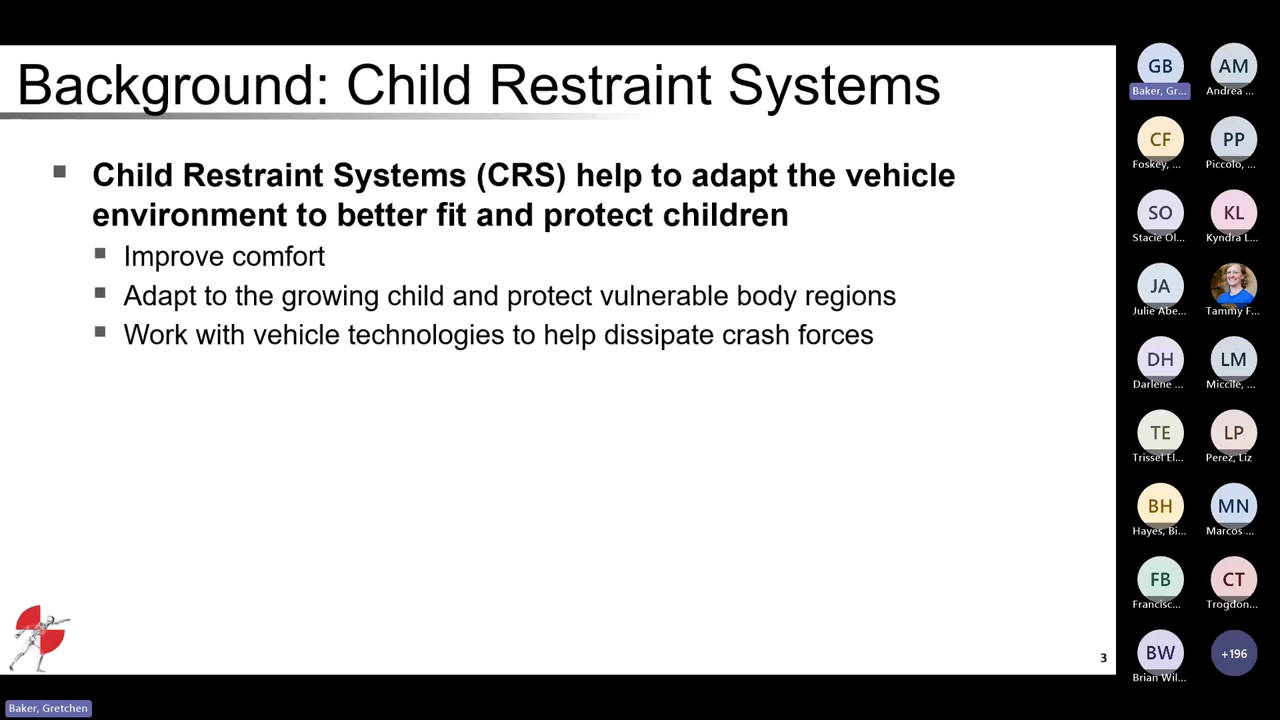 Background: Child Restraint Systems
Child Restraint Systems (CRS) help to adapt the vehicle
environment to better fit and protect children
Improve comfort
Adapt to the growing child and protect vulnerable body regions
Work with vehicle technologies to help dissipate crash forces
3
Baker, Gretchen
GB
Baker, Gr...
AM
Andrea ...
CF
Foskey, ...
PP
Piccolo, ...
SO
Stacie Ol...
KL
Kyndra L...
JA
Julie Abe...
Tammy F...
DH
Darlene ...
LM
Miccile, ...
TE
Trissel El...
LP
Perez, Liz
BH
Hayes, Bi...
MN
Marcos ...
FB
Francisc...
CT
Trogdon...
BW
Brian Wil...
+196